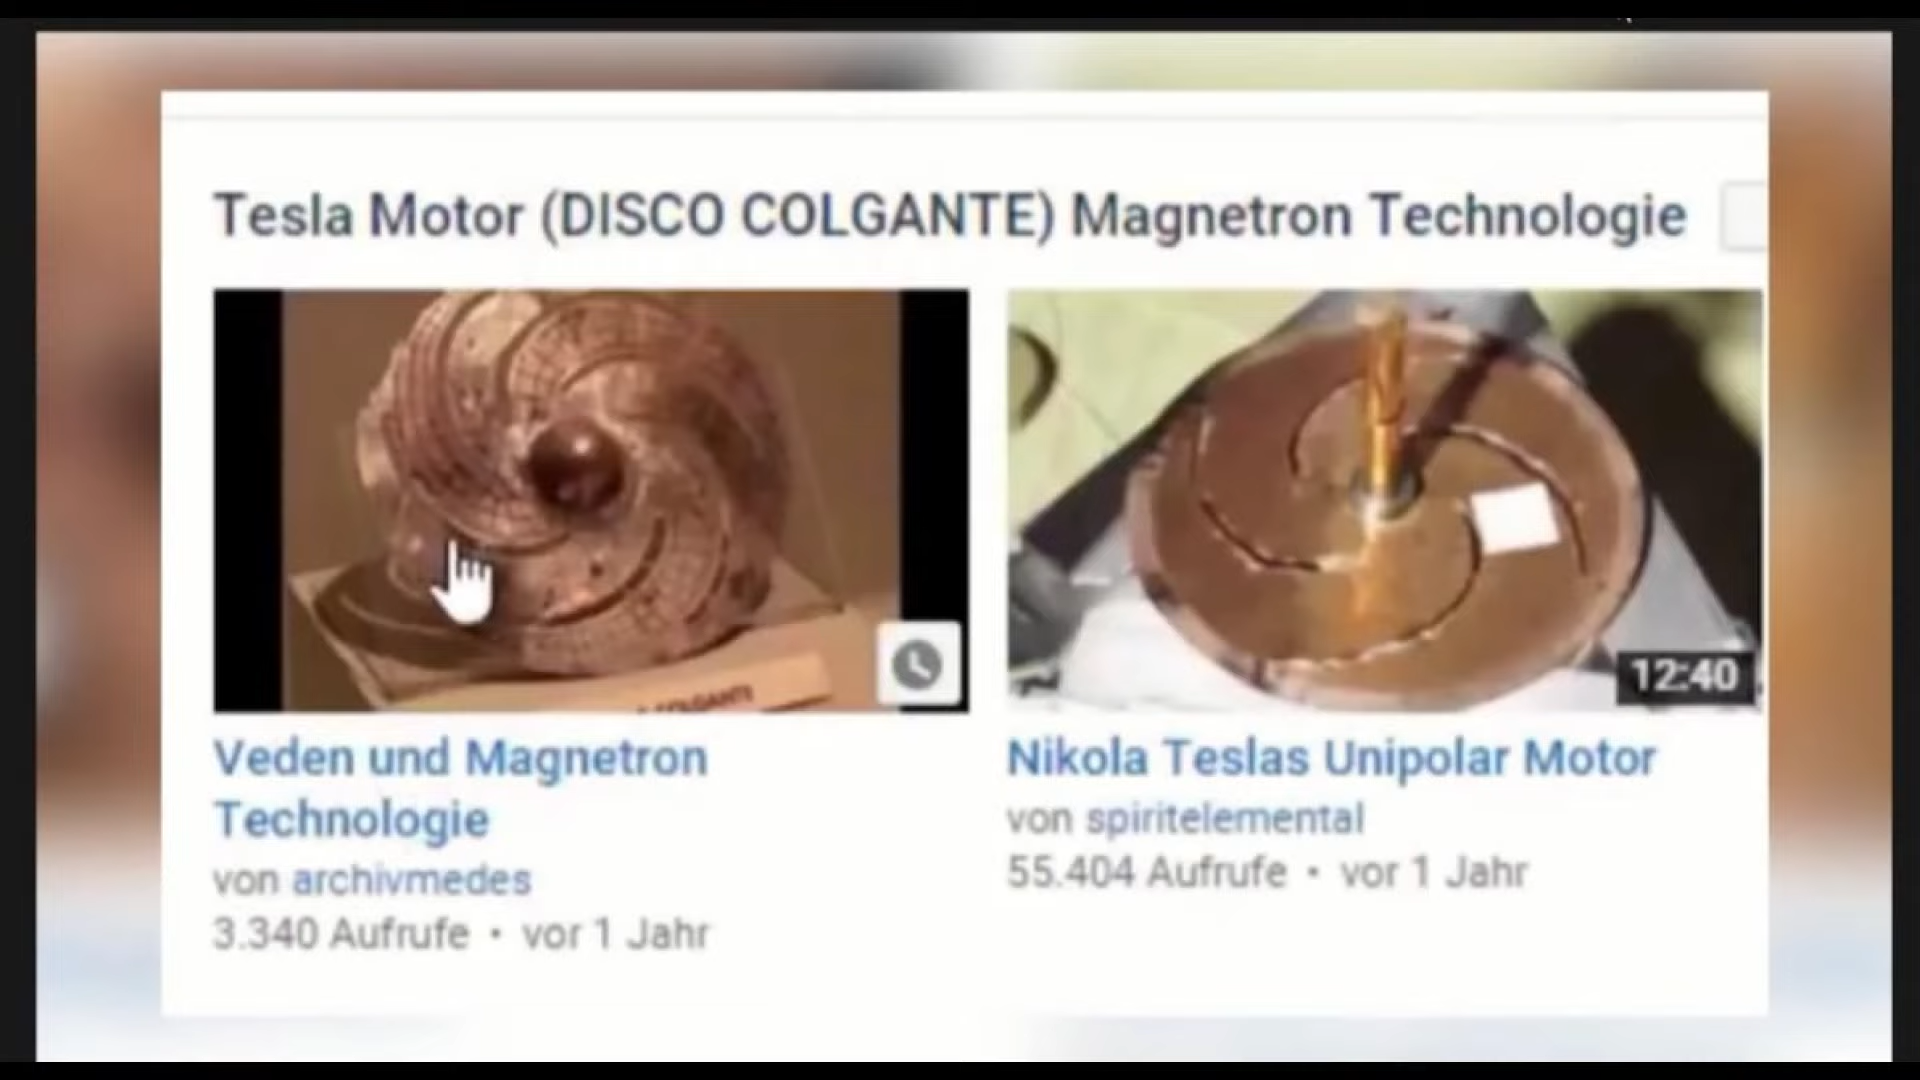 Tesla Motor (DISCO COLGANTE) Magnetron Technologie
COLGANTE
12:40
Veden und Magnetron
Technologie
von archivmedes
3.340 Aufrufe • vor 1 Jahr
Nikola Teslas Unipolar Motor
von spiritelemental
55.404 Aufrufe • vor 1 Jahr